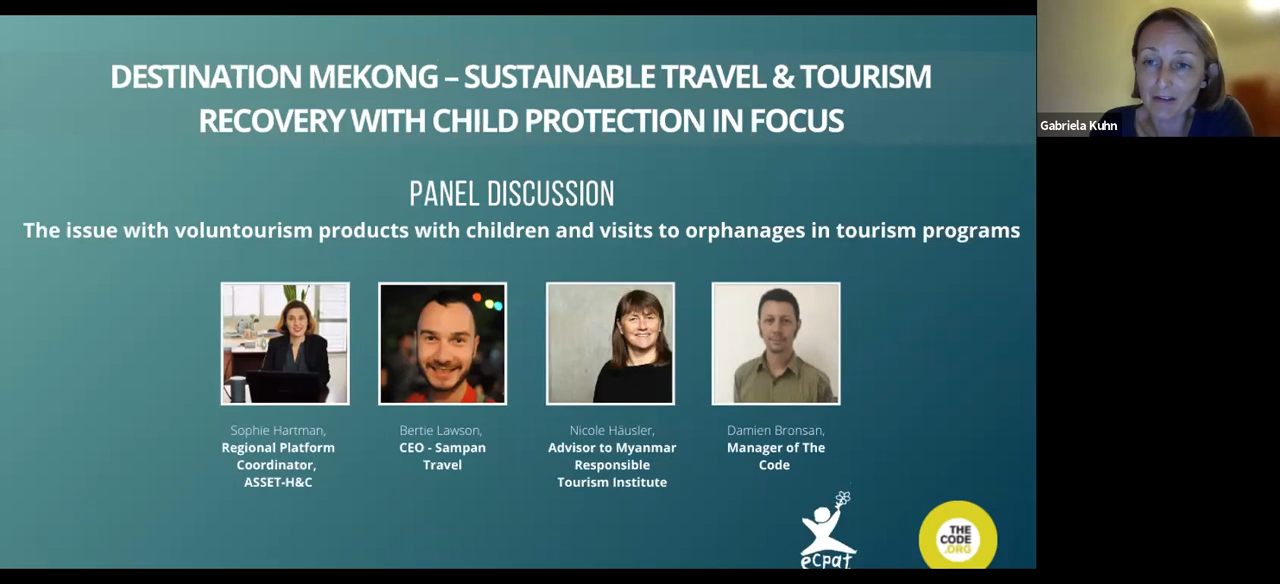 DESTINATION MEKONG – SUSTAINABLE TRAVEL & TOURISM
RECOVERY WITH CHILD PROTECTION IN FOCUS
PANEL DISCUSSION
The issue with voluntourism products with children and visits to orphanages in tourism programs
Sophie Hartman,
Regional Platform
Coordinator,
ASSET-H&C
Bertie Lawson,
CEO - Sampan
Travel
Nicole Häusler,
Advisor to Myanmar
Responsible
Tourism Institute
Damien Bronsan,
Manager of The
Code
ecpat
THE
CODE
.ORG
Gabriela Kuhn